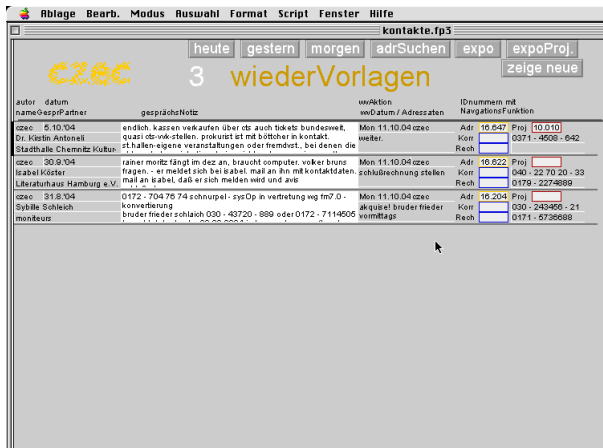 Ablage Bearb. Modus Auswahl Format Script Fenster Hilfe
kontakte.fp3
heute gestern morgen adrSuchen expo expoProj.
czec 3 wiederVorlagen zeige neue
autor datum wvAktion IDnummern mit
nameGesprPartner gesprächsNotiz wvDatum / Adressaten NavigationsFunktion
czec 5.10.'04 endlich. kassen verkaufen über cts auch tickets bundesweit, Mon 11.10.04 czec Adr 16.647 Proj 10.010
Dr. Kirstin Antoneli quasi cts-vvk-stellen. prokurist ist mit böttcher in kontakt. weiter. Korr 0371 - 4508 - 642
Stadthalle Chemnitz Kultur st.hallen-eigene veranstaltungen oder fremdvst., bei denen die Rech
czec 30.9.'04 rainer moritz fängt im dez an, braucht computer. volker bruns Mon 11.10.04 czec Adr 16.622 Proj
Isabel Köster fragen. - er meldet sich bei isabel. mail an ihn mit kontaktdaten. schlußrechnung stellen Korr 040 - 22 70 20 - 33
Literaturhaus Hamburg e.V. mail an isabel, daß er sich melden wird und avis Rech 0179 - 2274889
czec 31.8.'04 0172 - 704 76 74 schnurpel - sysOp in vertretung wg fm7.0 - Mon 11.10.04 czec Adr 16.204 Proj
Sybille Schleich konvertierung akquise! bruder frieder Korr 030 - 243456 - 21
moniteurs bruder frieder schlaich 030 - 43720 - 889 oder 0172 - 7114505 vormittags Rech 0171 - 5736688